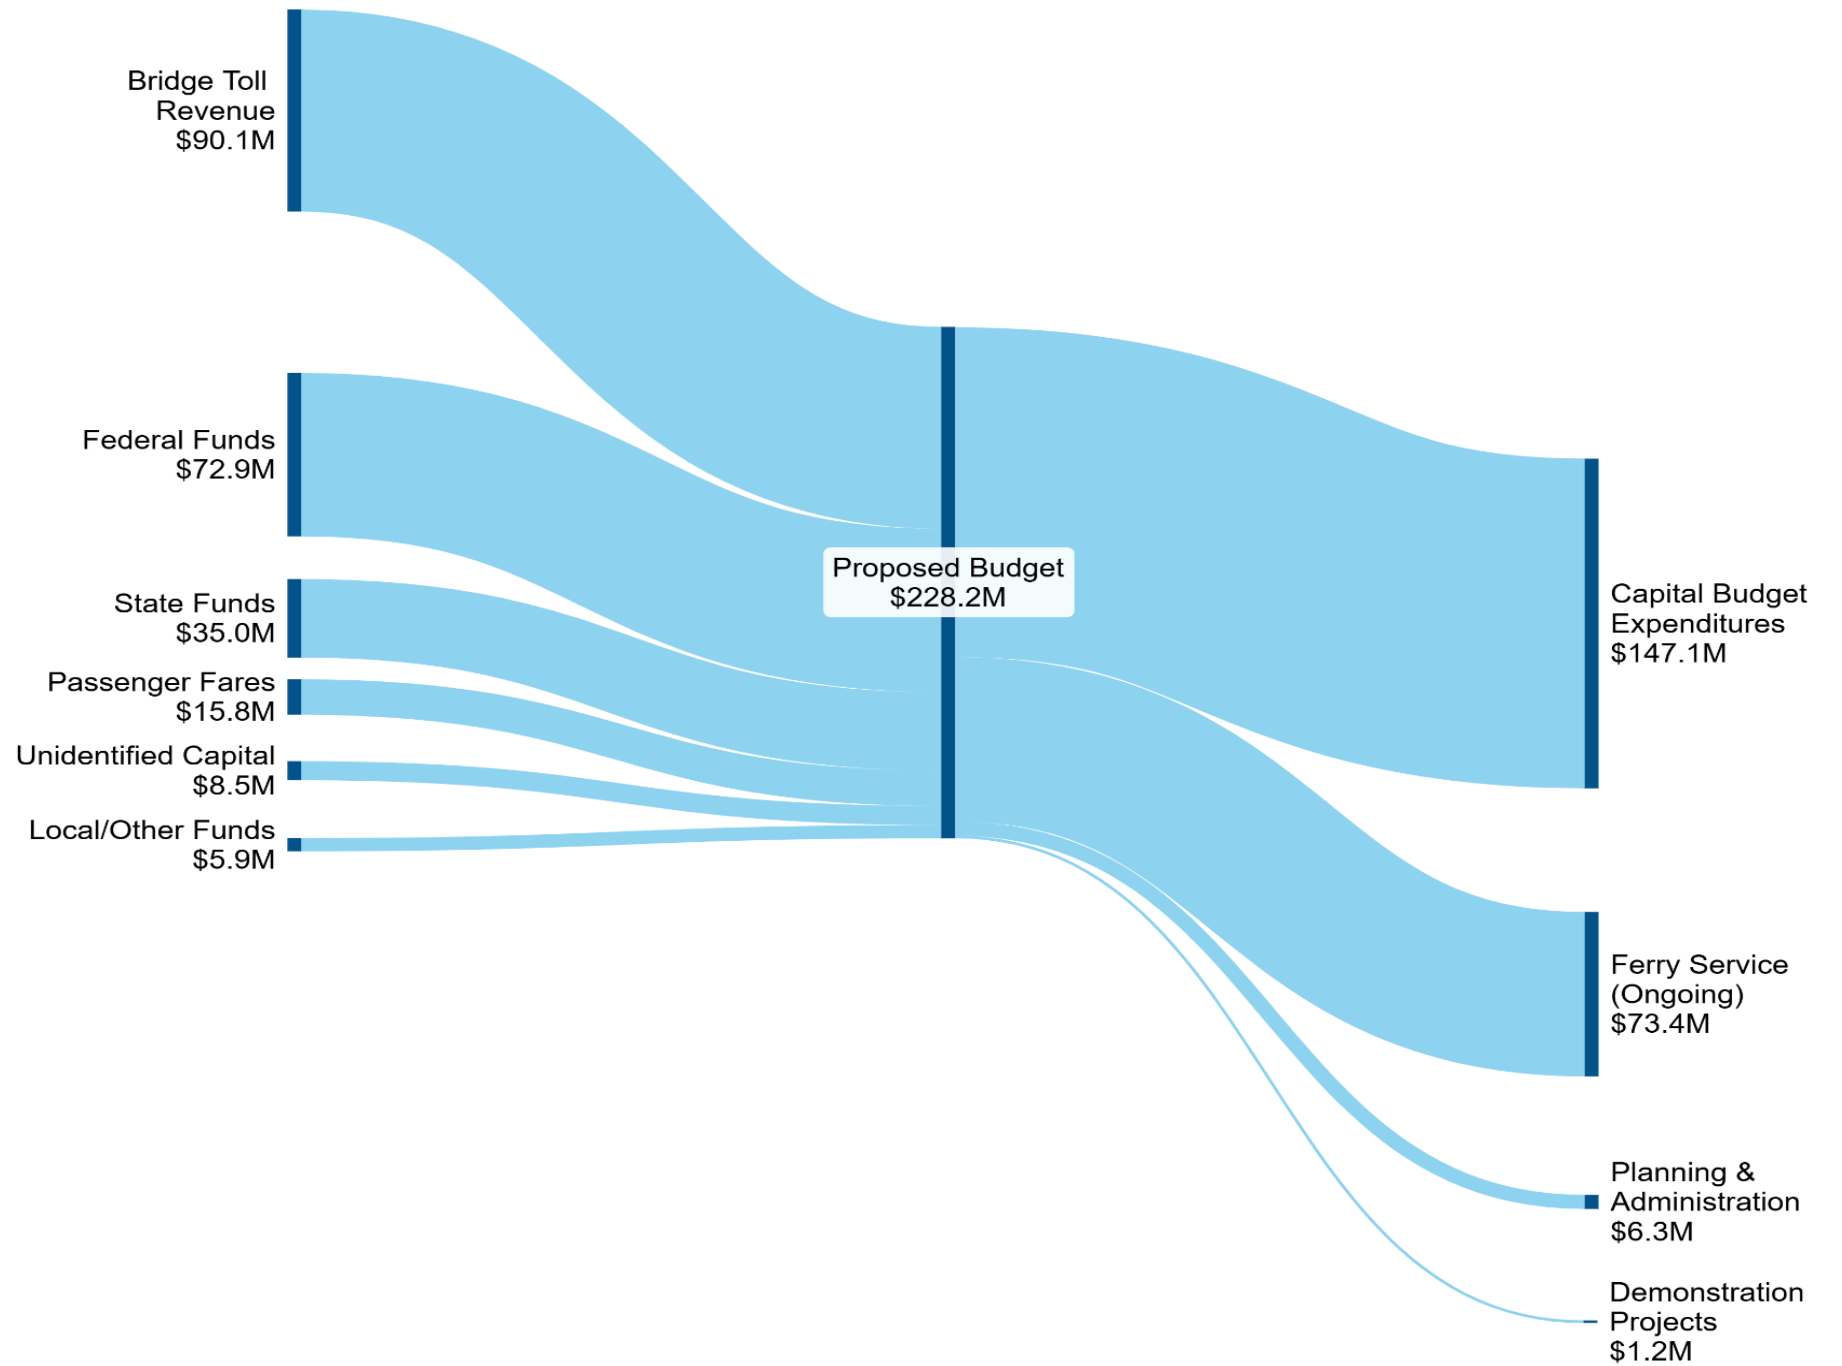 Bridge Toll
Revenue
$90.1M
Federal Funds
$72.9M
State Funds
$35.0M
Passenger Fares
$15.8M
Unidentified Capital
$8.5M
Local/Other Funds
$5.9M
Proposed Budget
$228.2M
Capital Budget
Expenditures
$147.1M
Ferry Service
(Ongoing)
$73.4M
Planning &
Administration
$6.3M
Demonstration
Projects
$1.2M